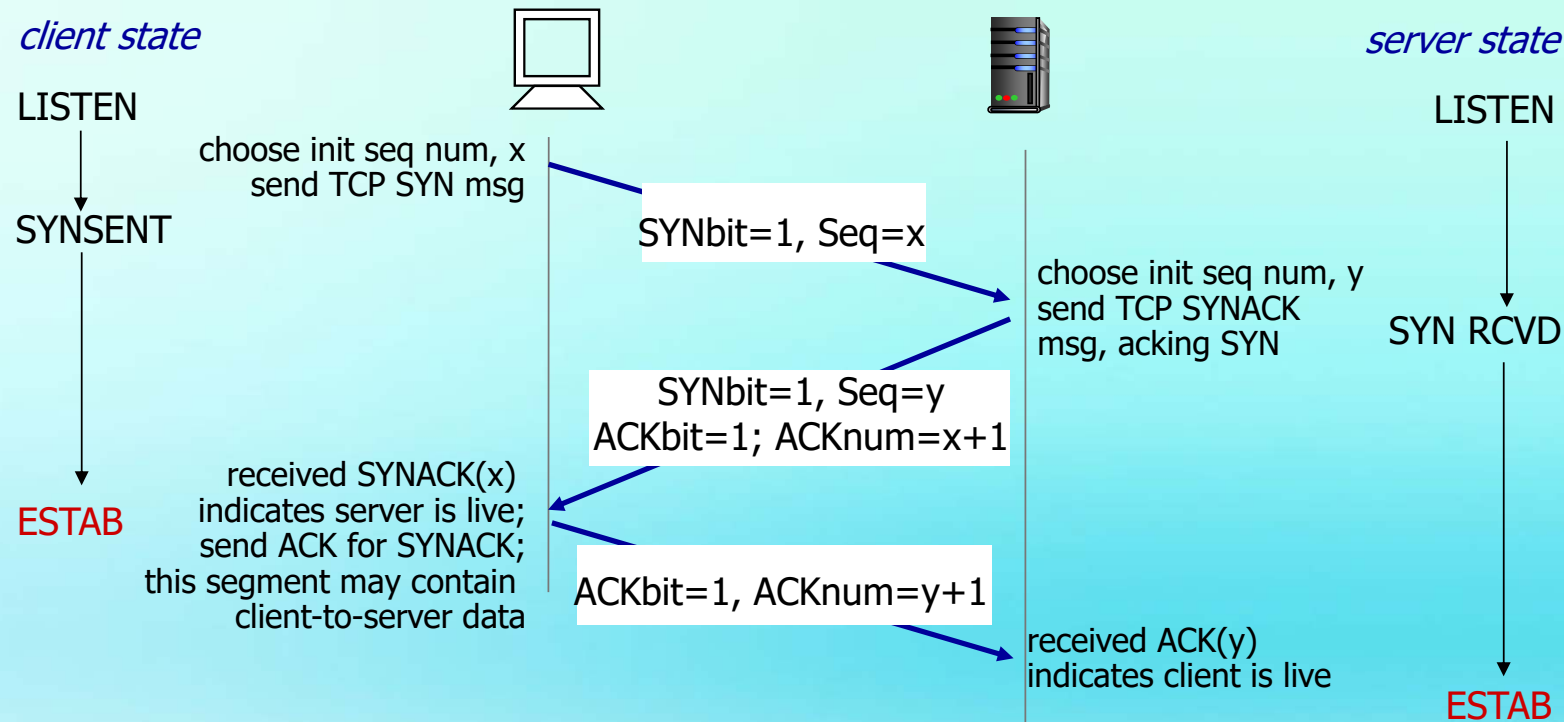 client state
server state
LISTEN
LISTEN
choose init seq num, x
send TCP SYN msg
SYNSENT
SYNbit=1, Seq=x
choose init seq num, y
send TCP SYNACK
msg, acking SYN
SYN RCVD
SYNbit=1, Seq=y
ACKbit=1; ACKnum=x+1
received SYNACK(x)
indicates server is live;
send ACK for SYNACK;
this segment may contain
client-to-server data
ESTAB
ACKbit=1, ACKnum=y+1
received ACK(y)
indicates client is live
ESTAB